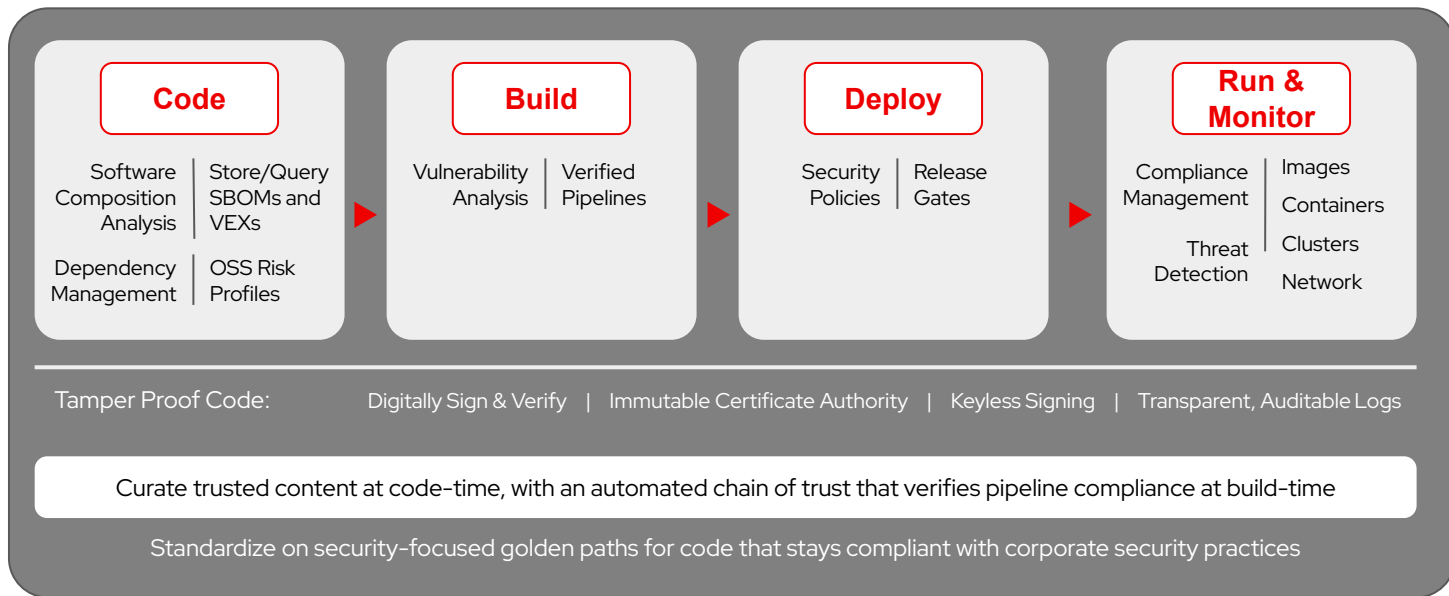 Code
Software
Composition
Analysis
Store/Query
SBOMs and
VEXs
Dependency
Management
OSS Risk
Profiles
Build
Vulnerability
Analysis
Verified
Pipelines
Deploy
Security
Policies
Release
Gates
Run &
Monitor
Compliance
Management
Threat
Detection
Images
Containers
Clusters
Network
Tamper Proof Code: Digitally Sign & Verify | Immutable Certificate Authority | Keyless Signing | Transparent, Auditable Logs
Curate trusted content at code-time, with an automated chain of trust that verifies pipeline compliance at build-time
Standardize on security-focused golden paths for code that stays compliant with corporate security practices